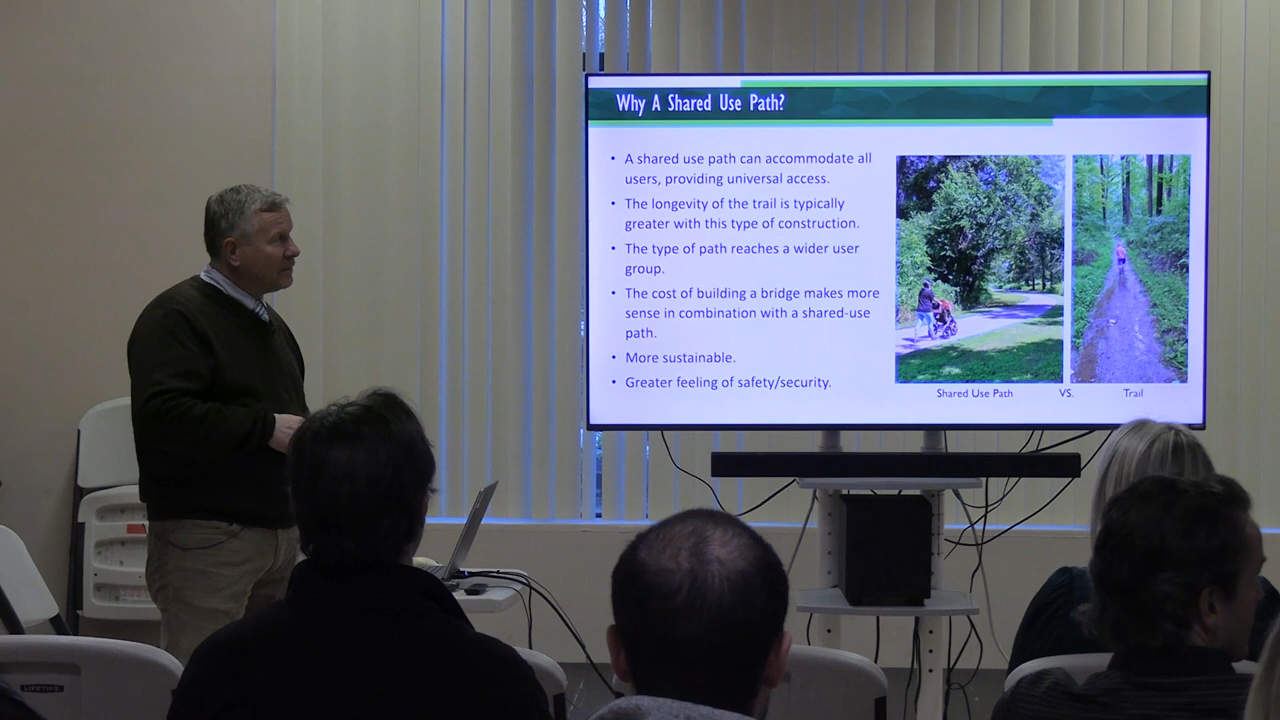 Why A Shared Use Path?
• A shared use path can accommodate all
users, providing universal access.
• The longevity of the trail is typically
greater with this type of construction.
• The type of path reaches a wider user
group.
• The cost of building a bridge makes more
sense in combination with a shared-use
path.
• More sustainable.
• Greater feeling of safety/security.
Shared Use Path VS. Trail
LIFETIME